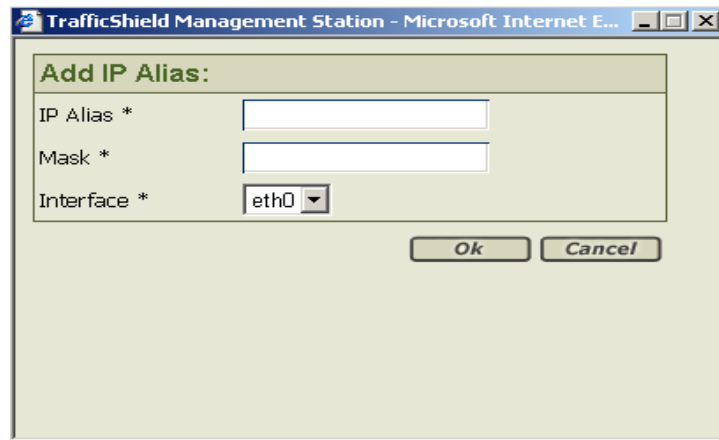 TrafficShield Management Station - Microsoft Internet E...
Add IP Alias:
IP Alias *
Mask *
Interface *
eth0
Ok
Cancel